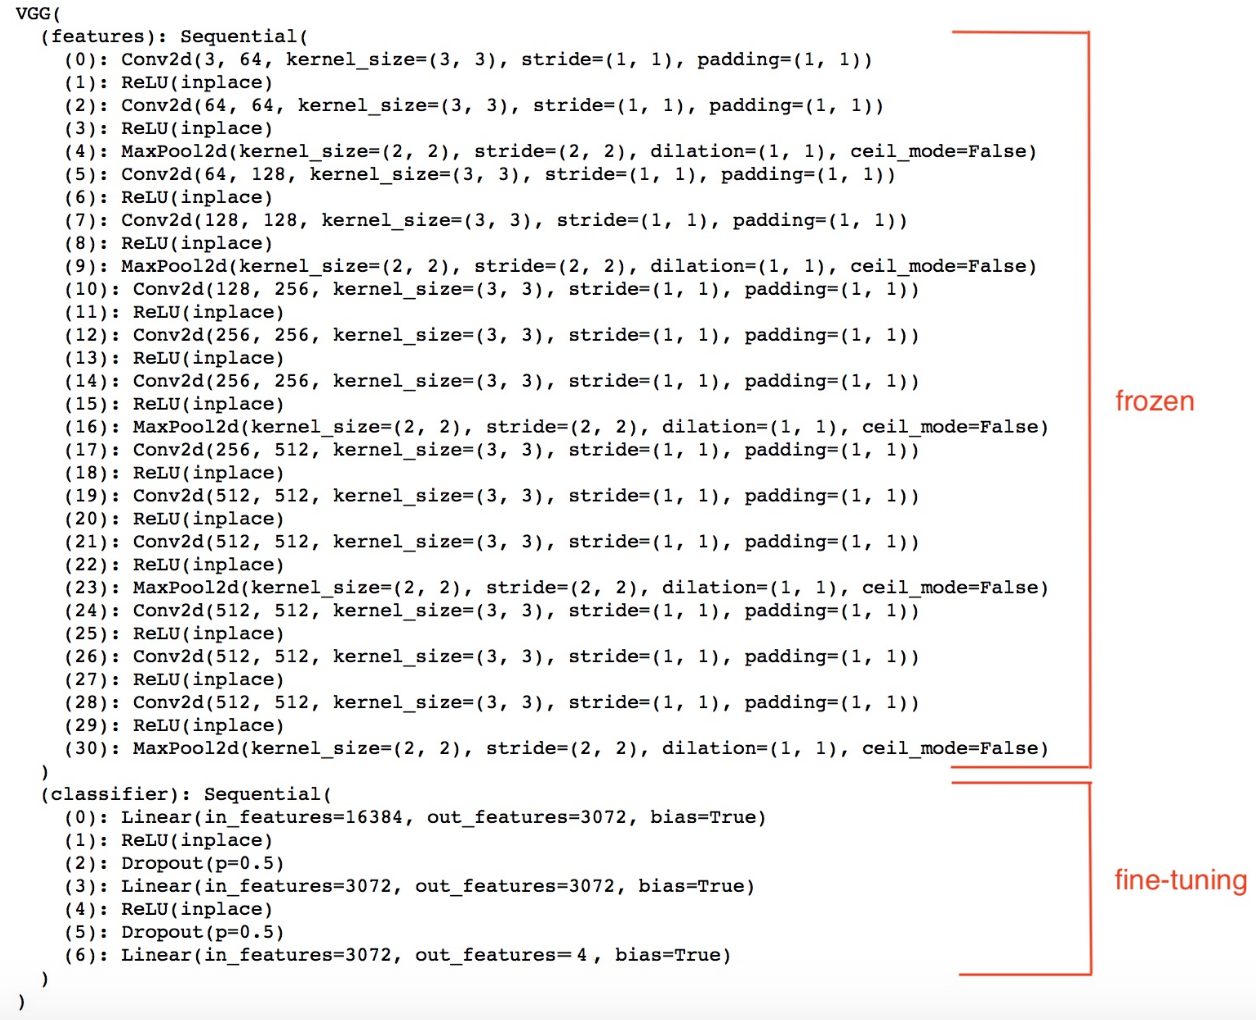 VGG(
(features): Sequential(
(0): Conv2d(3, 64, kernel_size=(3, 3), stride=(1, 1), padding=(1, 1))
(1): ReLU(inplace)
(2): Conv2d(64, 64, kernel_size=(3, 3), stride=(1, 1), padding=(1, 1))
(3): ReLU(inplace)
(4): MaxPool2d(kernel_size=(2, 2), stride=(2, 2), dilation=(1, 1), ceil_mode=False)
(5): Conv2d(64, 128, kernel_size=(3, 3), stride=(1, 1), padding=(1, 1))
(6): ReLU(inplace)
(7): Conv2d(128, 128, kernel_size=(3, 3), stride=(1, 1), padding=(1, 1))
(8): ReLU(inplace)
(9): MaxPool2d(kernel_size=(2, 2), stride=(2, 2), dilation=(1, 1), ceil_mode=False)
(10): Conv2d(128, 256, kernel_size=(3, 3), stride=(1, 1), padding=(1, 1))
(11): ReLU(inplace)
(12): Conv2d(256, 256, kernel_size=(3, 3), stride=(1, 1), padding=(1, 1))
(13): ReLU(inplace)
(14): Conv2d(256, 256, kernel_size=(3, 3), stride=(1, 1), padding=(1, 1))
(15): ReLU(inplace)
(16): MaxPool2d(kernel_size=(2, 2), stride=(2, 2), dilation=(1, 1), ceil_mode=False)
(17): Conv2d(256, 512, kernel_size=(3, 3), stride=(1, 1), padding=(1, 1))
(18): ReLU(inplace)
(19): Conv2d(512, 512, kernel_size=(3, 3), stride=(1, 1), padding=(1, 1))
(20): ReLU(inplace)
(21): Conv2d(512, 512, kernel_size=(3, 3), stride=(1, 1), padding=(1, 1))
(22): ReLU(inplace)
(23): MaxPool2d(kernel_size=(2, 2), stride=(2, 2), dilation=(1, 1), ceil_mode=False)
(24): Conv2d(512, 512, kernel_size=(3, 3), stride=(1, 1), padding=(1, 1))
(25): ReLU(inplace)
(26): Conv2d(512, 512, kernel_size=(3, 3), stride=(1, 1), padding=(1, 1))
(27): ReLU(inplace)
(28): Conv2d(512, 512, kernel_size=(3, 3), stride=(1, 1), padding=(1, 1))
(29): ReLU(inplace)
(30): MaxPool2d(kernel_size=(2, 2), stride=(2, 2), dilation=(1, 1), ceil_mode=False)
)
frozen
(classifier): Sequential(
(0): Linear(in_features=16384, out_features=3072, bias=True)
(1): ReLU(inplace)
(2): Dropout(p=0.5)
(3): Linear(in_features=3072, out_features=3072, bias=True)
(4): ReLU(inplace)
(5): Dropout(p=0.5)
(6): Linear(in_features=3072, out_features=4, bias=True)
)
)
fine-tuning